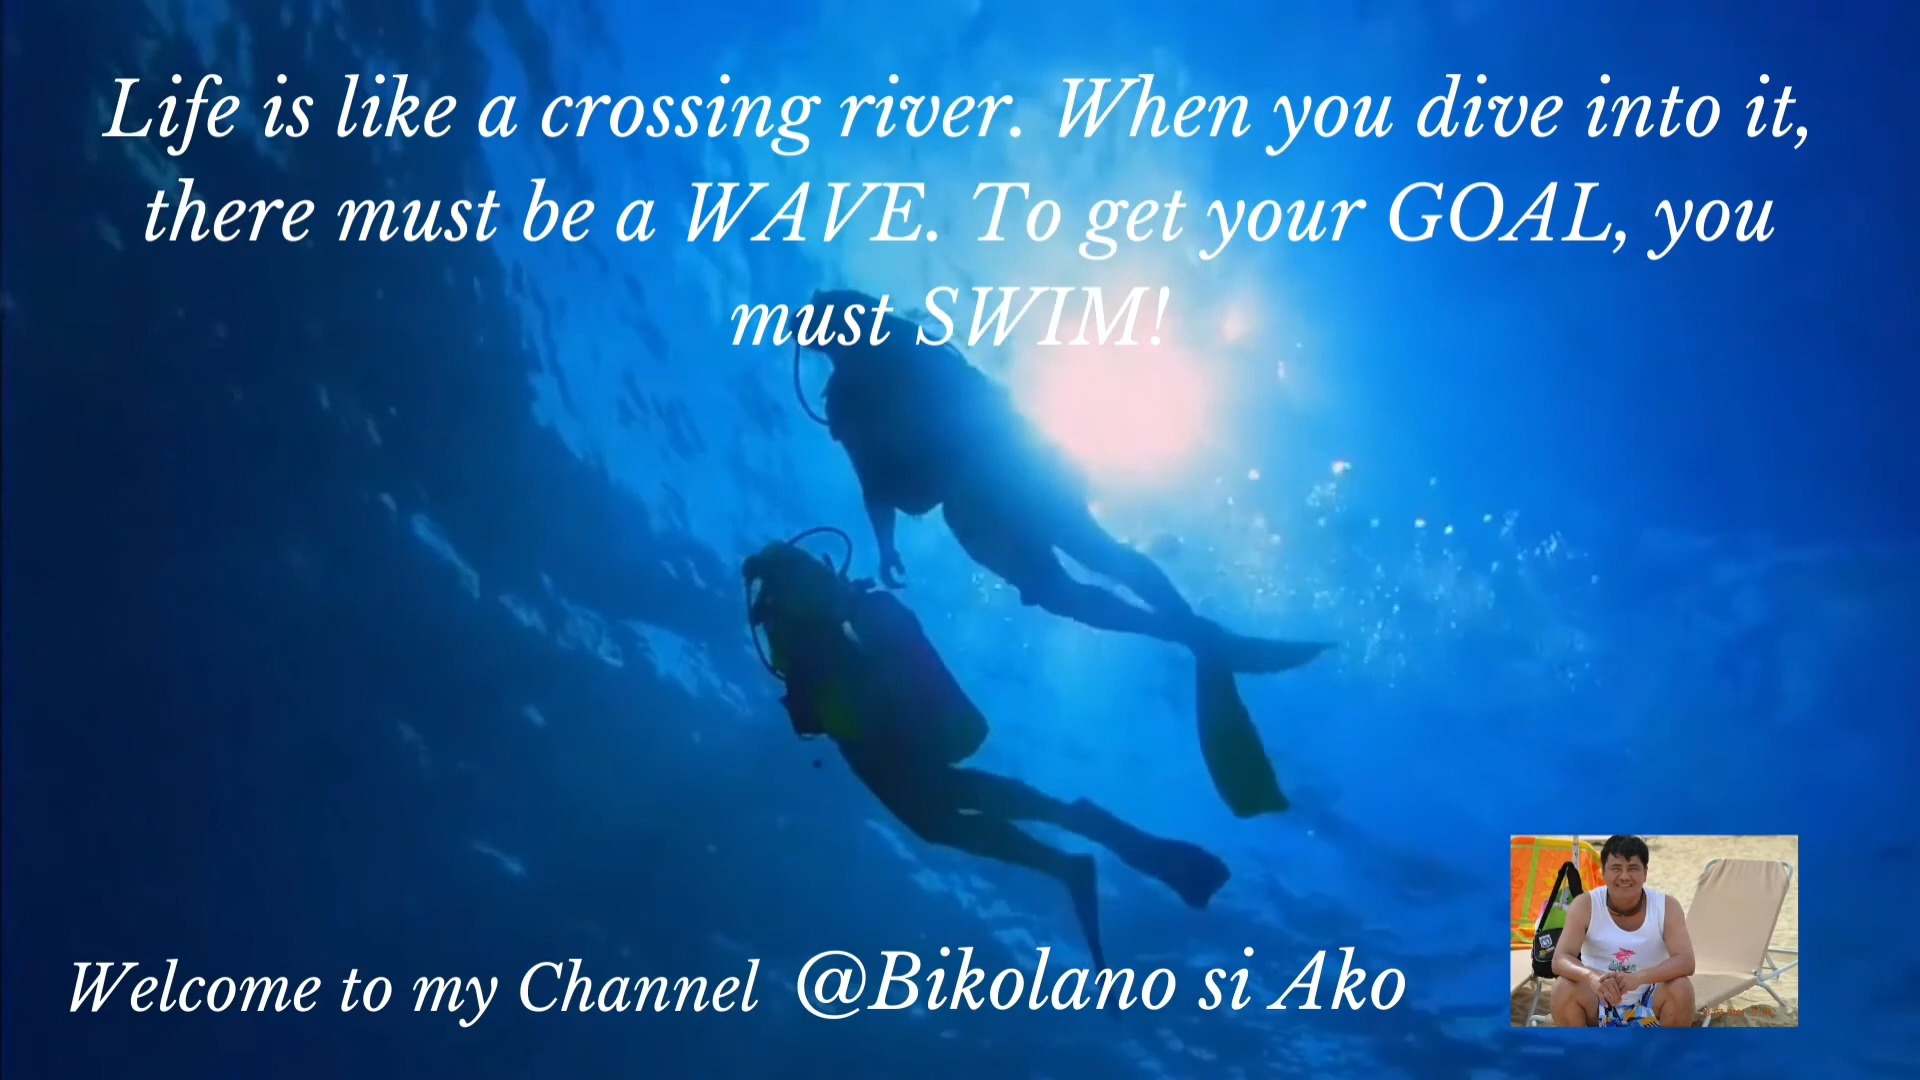 Life is like a crossing river. When you dive into it,
there must be a WAVE. To get your GOAL, you
must SWIM!
Welcome to my Channel @Bikolano si Ako